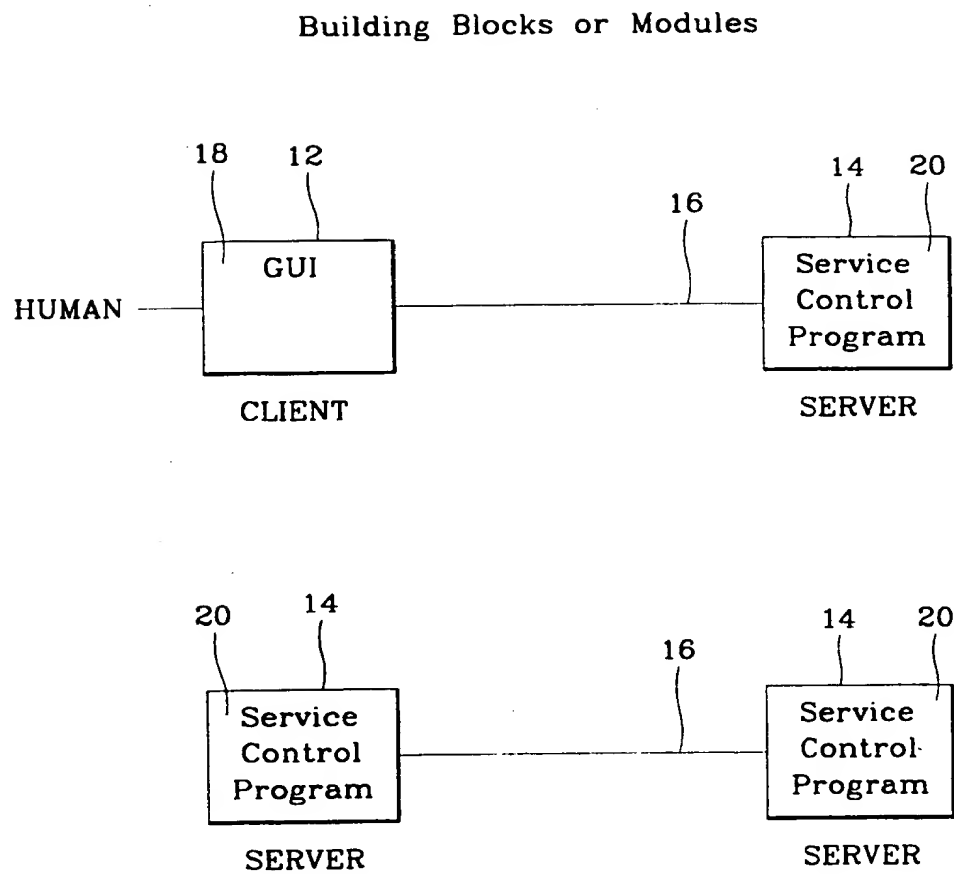 Building Blocks or Modules
18 12 16 14 20
HUMAN
GUI
CLIENT
Service
Control
Program
SERVER
20 14 16 14 20
Service
Control
Program
SERVER
Service
Control
Program
SERVER